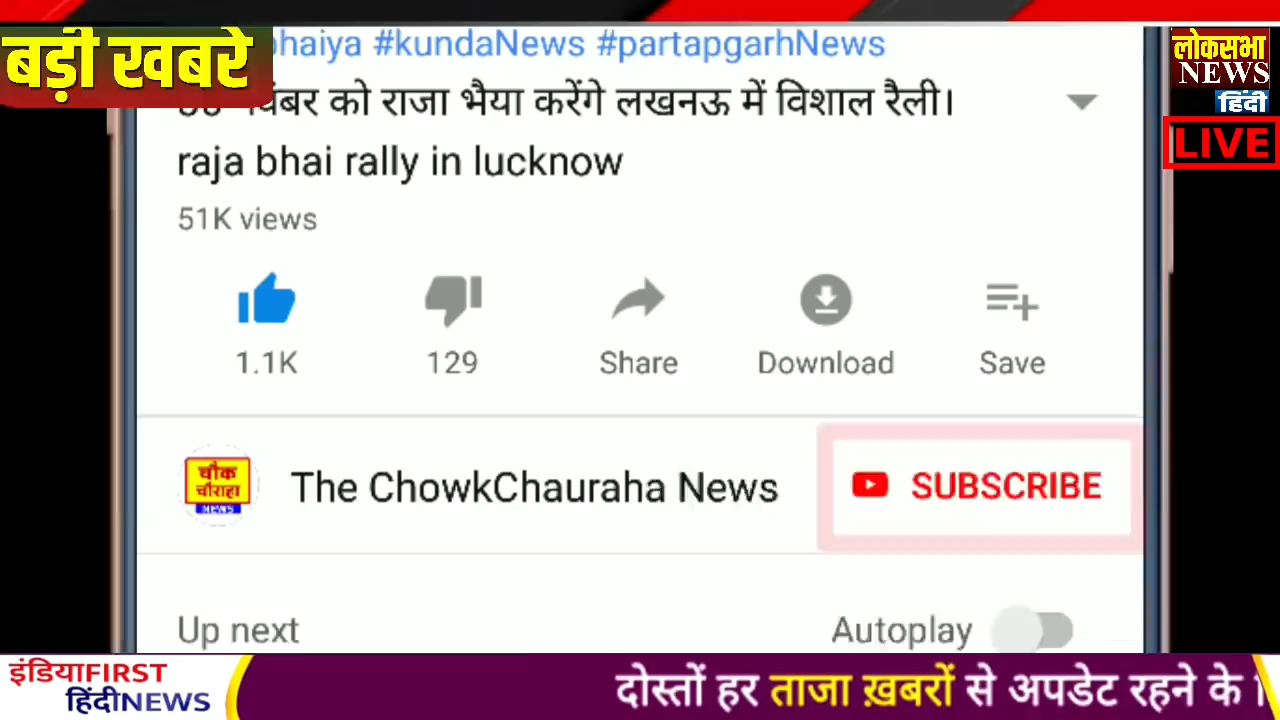 बड़ी खबरे
#kundaNews #partapgarhNews
को राजा भैया करेंगे लखनऊ में विशाल रैली।
raja bhai rally in lucknow
51K views
1.1K
129
Share
Download
Save
चौक
चौराहा
NEWS
The ChowkChauraha News
SUBSCRIBE
Up next
Autoplay
लोकसभा
NEWS
हिंदी
LIVE
इंडियाFIRST
हिंदीNEWS
दोस्तों हर ताजा ख़बरों से अपडेट रहने के